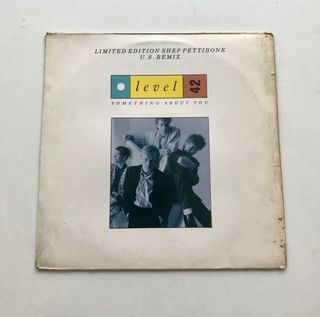 LIMITED EDITION SHEP PETTIBONE
U.S. REMIX
level 42
SOMETHING ABOUT YOU